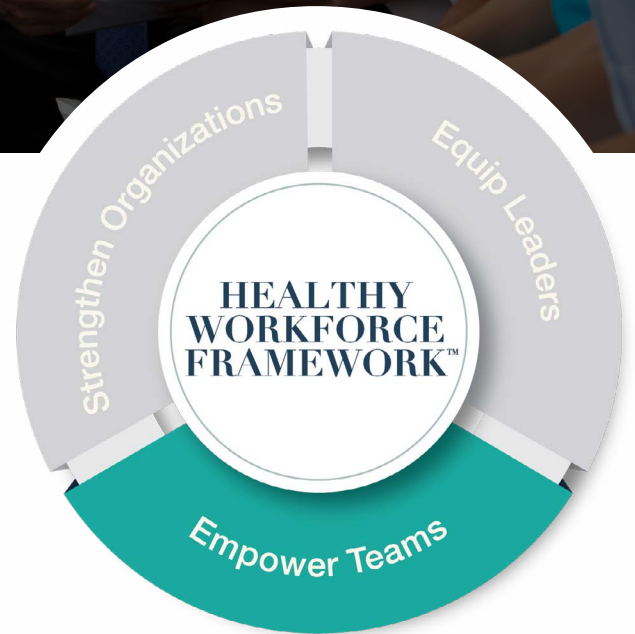 Strengthen Organizations
Equip Leaders
HEALTHY
WORKFORCE
FRAMEWORK™
Empower Teams